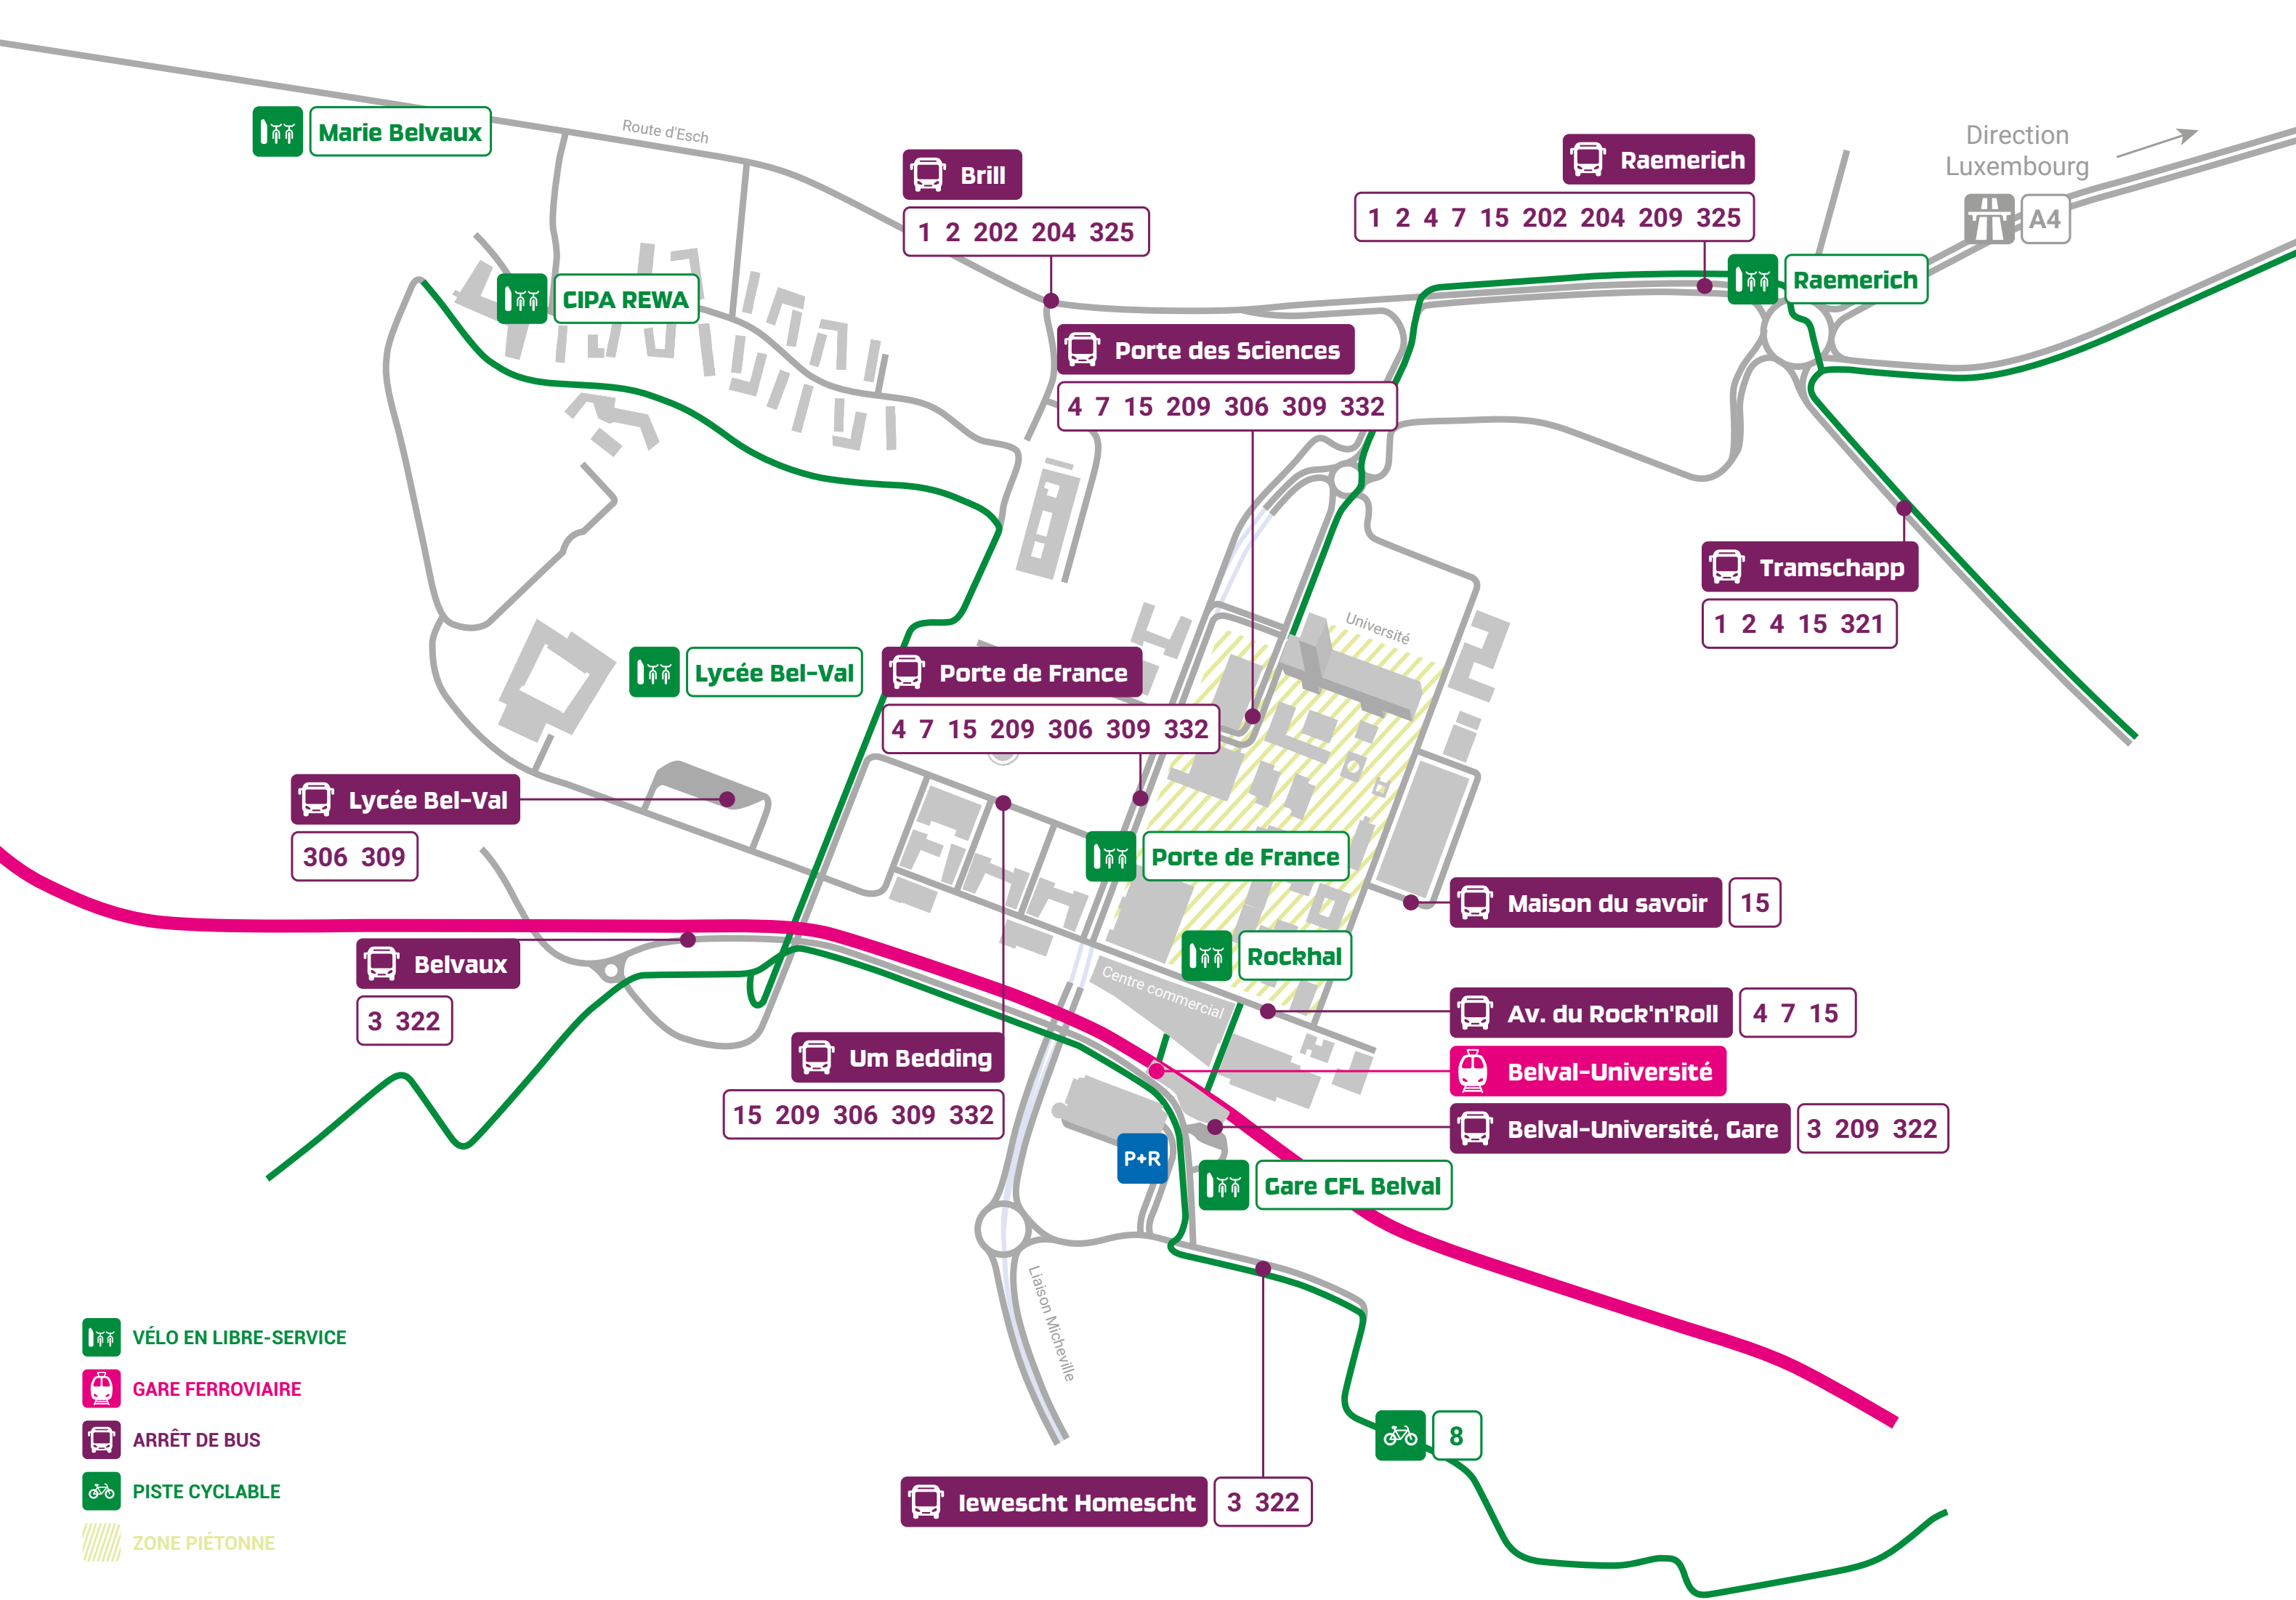 Marie Belvaux
Route d'Esch
Brill
1 2 202 204 325
Raemerich
1 2 4 7 15 202 204 209 325
Direction
Luxembourg
A4
Raemerich
CIPA REWA
Porte des Sciences
4 7 15 209 306 309 332
Tramschapp
1 2 4 15 321
Université
Lycée Bel-Val
Porte de France
4 7 15 209 306 309 332
Lycée Bel-Val
306 309
Porte de France
Maison du savoir 15
Belvaux
3 322
Rockhal
Centre commercial
Av. du Rock'n'Roll 4 7 15
Um Bedding
15 209 306 309 332
Belval-Université
Belval-Université, Gare 3 209 322
P+R
Gare CFL Belval
Liaison Micheville
8
Iewescht Homescht 3 322
VÉLO EN LIBRE-SERVICE
GARE FERROVIAIRE
ARRÊT DE BUS
PISTE CYCLABLE
ZONE PIÉTONNE